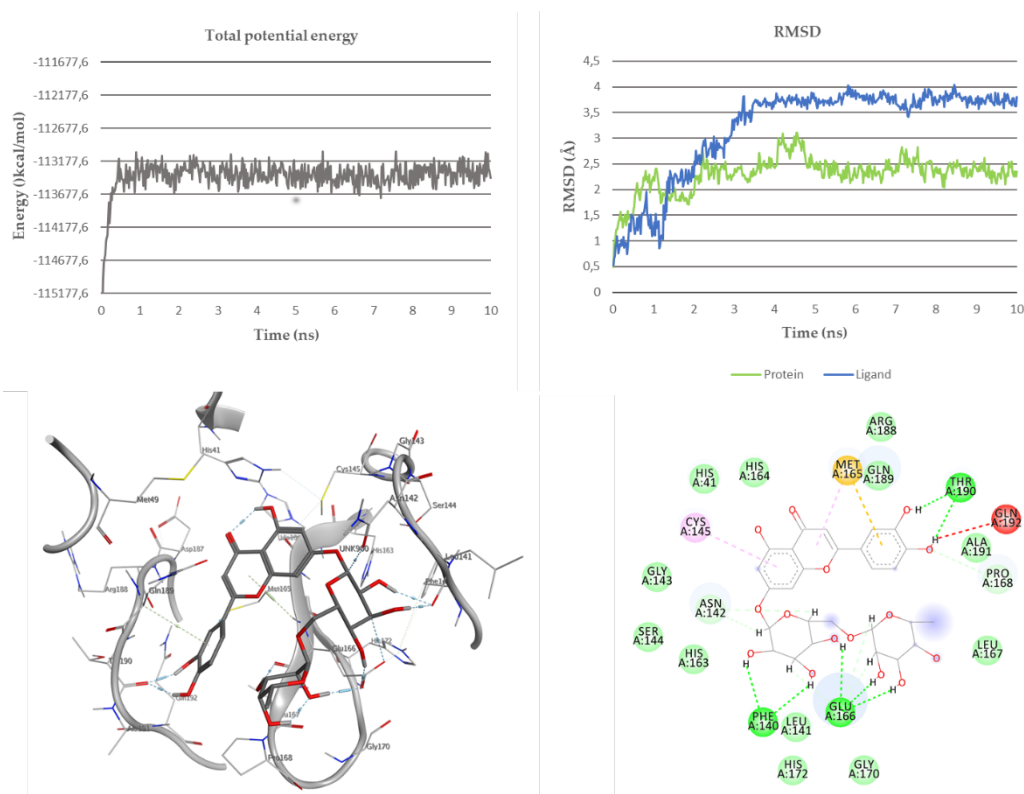 Total potential energy
-111677,6
-112177,6
-112677,6
-113177,6
-113677,6
-114177,6
-114677,6
-115177,6
Energy (0kcal/mol)
0 1 2 3 4 5 6 7 8 9 10
Time (ns)
RMSD
4,5
4
3,5
3
2,5
2
1,5
1
0,5
0
RMSD (Å)
0 1 2 3 4 5 6 7 8 9 10
Time (ns)
Protein Ligand
Gly143
His41
Cys145
Met49
Asn142
Ser144
Asp187
UNK900
His163
Leu141
Arg188
Gln189
Met165
Glu166
Gly170
Pro168
ARG
A:188
HIS
A:41
HIS
A:164
MET
A:165
GLN
A:189
THR
A:190
GLN
A:192
CYS
A:145
ALA
A:191
PRO
A:168
GLY
A:143
ASN
A:142
SER
A:144
HIS
A:163
LEU
A:167
PHE
A:140
LEU
A:141
GLU
A:166
HIS
A:172
GLY
A:170
O
O
O
O
H
O
H
O
O
O
O
H
H
H
H
O
H
O
H
O
H
O
H
O
O